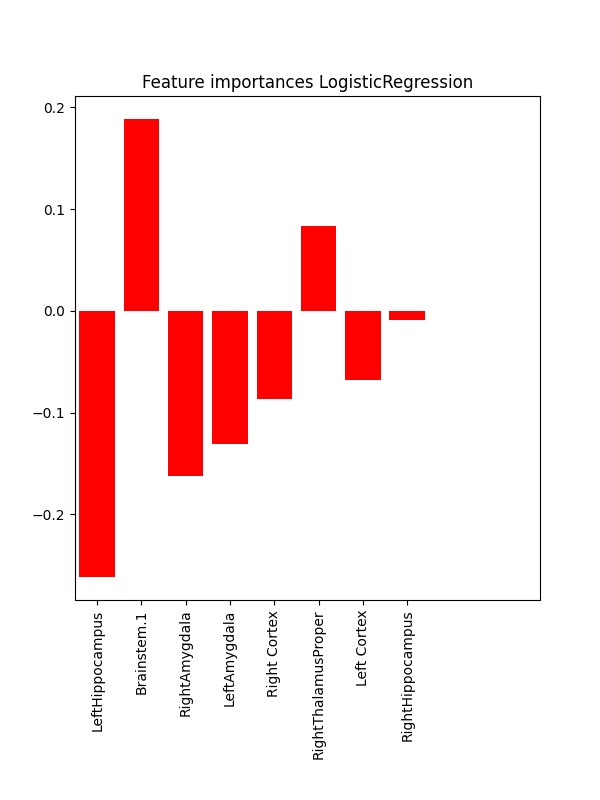 Feature importances LogisticRegression
0.2
0.1
0.0
−0.1
−0.2
LeftHippocampus
Brainstem.1
RightAmygdala
LeftAmygdala
Right Cortex
RightThalamusProper
Left Cortex
RightHippocampus